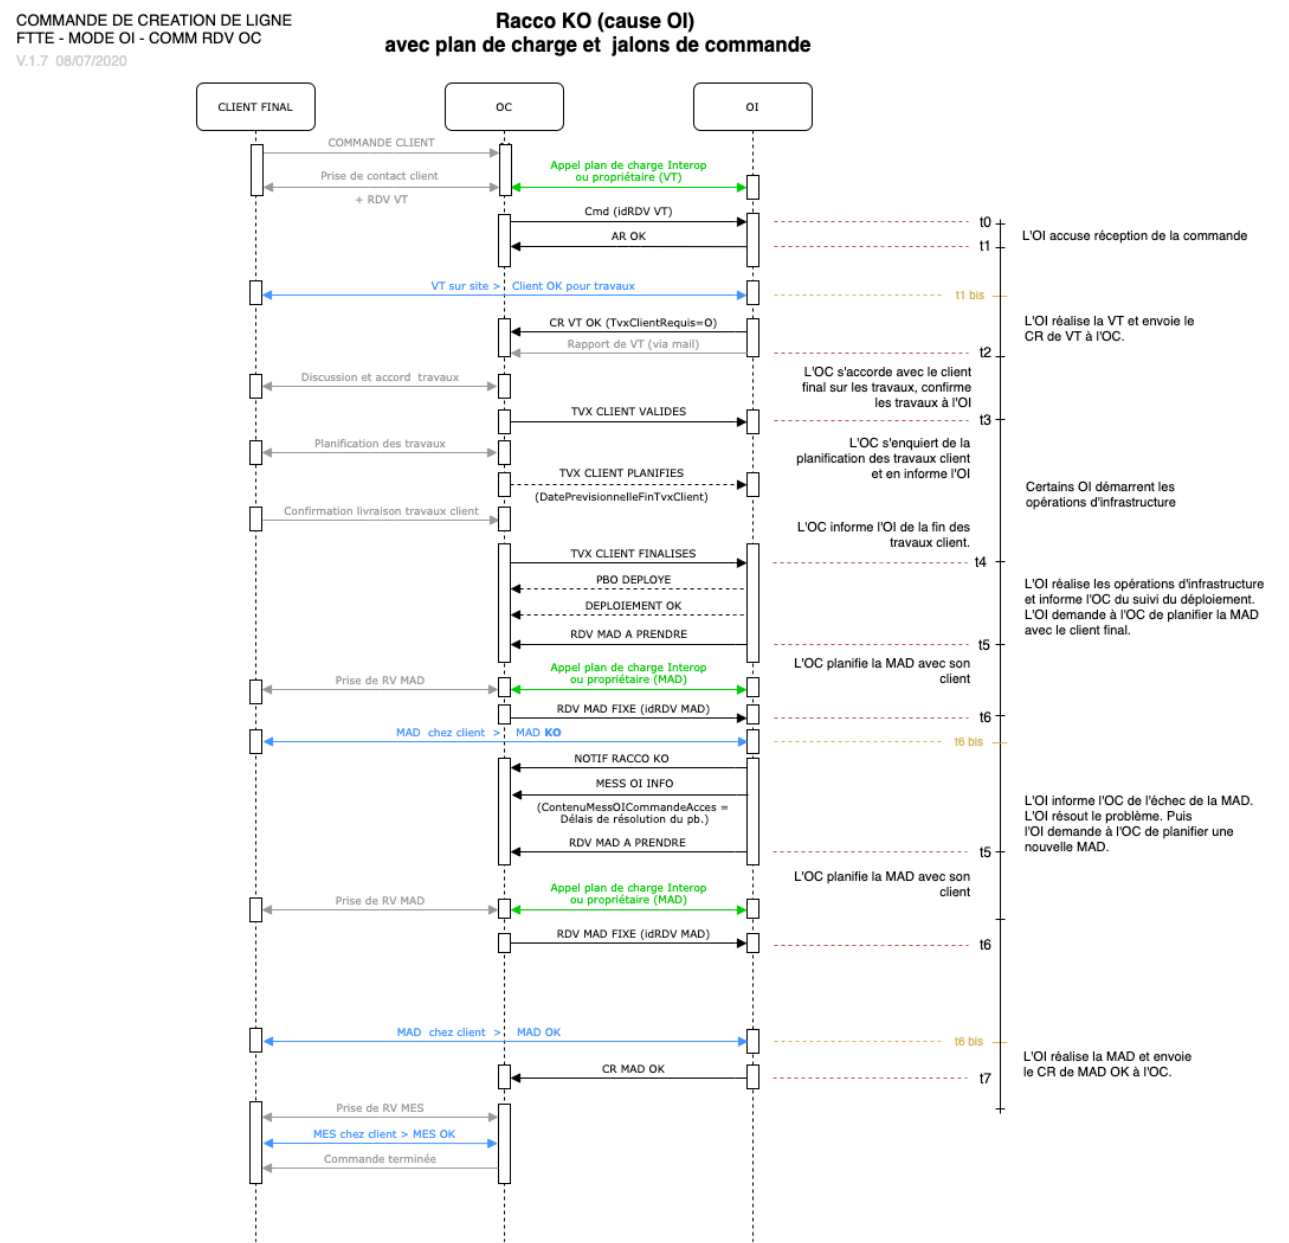 COMMANDE DE CREATION DE LIGNE
FTTE - MODE OI - COMM RDV OC
V.1.7 08/07/2020
Racco KO (cause OI)
avec plan de charge et jalons de commande
CLIENT FINAL
OC
OI
COMMANDE CLIENT
Prise de contact client
+ RDV VT
Appel plan de charge Interop
ou propriétaire (VT)
Cmd (idRDV VT)
t0
AR OK
t1
L'OI accuse réception de la commande
VT sur site > Client OK pour travaux
t1 bis
CR VT OK (TvxClientRequis=O)
Rapport de VT (via mail)
t2
L'OI réalise la VT et envoie le
CR de VT à l'OC.
Discussion et accord travaux
L'OC s'accorde avec le client
final sur les travaux, confirme
les travaux à l'OI
TVX CLIENT VALIDES
t3
Planification des travaux
L'OC s'enquiert de la
planification des travaux client
et en informe l'OI
TVX CLIENT PLANIFIES
(DatePrevisionnelleFinTvxClient)
Certains OI démarrent les
opérations d'infrastructure
Confirmation livraison travaux client
L'OC informe l'OI de la fin des
travaux client.
TVX CLIENT FINALISES
t4
PBO DEPLOYE
DEPLOIEMENT OK
L'OI réalise les opérations d'infrastructure
et informe l'OC du suivi du déploiement.
L'OI demande à l'OC de planifier la MAD
avec le client final.
RDV MAD A PRENDRE
t5
L'OC planifie la MAD avec son
client
Prise de RV MAD
Appel plan de charge Interop
ou propriétaire (MAD)
RDV MAD FIXE (idRDV MAD)
t6
MAD chez client > MAD KO
t6 bis
NOTIF RACCO KO
MESS OI INFO
(ContenuMessOICommandeAcces =
Délais de résolution du pb.)
L'OI informe l'OC de l'échec de la MAD.
L'OI résout le problème. Puis
l'OI demande à l'OC de planifier une
nouvelle MAD.
RDV MAD A PRENDRE
t5
L'OC planifie la MAD avec son
client
Prise de RV MAD
Appel plan de charge Interop
ou propriétaire (MAD)
RDV MAD FIXE (idRDV MAD)
t6
MAD chez client > MAD OK
t6 bis
L'OI réalise la MAD et envoie
le CR de MAD OK à l'OC.
CR MAD OK
t7
Prise de RV MES
MES chez client > MES OK
Commande terminée